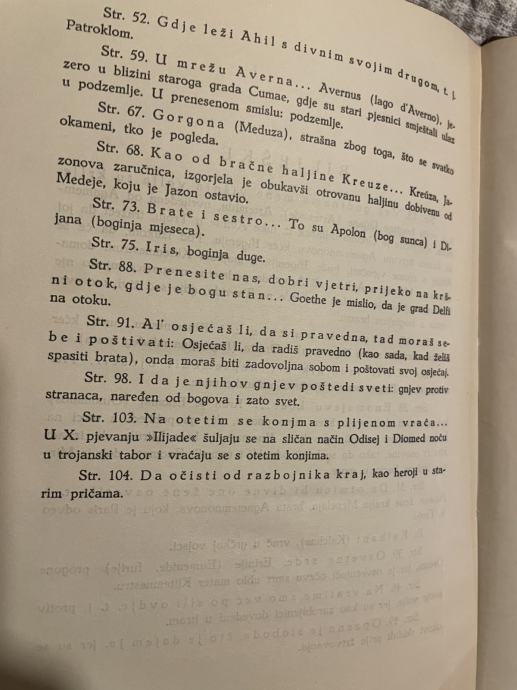 Str. 52. Gdje leži Ahil s divnim svojim drugom, t. j.
Patroklom.
Str. 59. U mrežu Averna... Avernus (lago d'Averno), je-
zero u blizini staroga grada Cumae, gdje su stari pjesnici smještali ulaz
u podzemlje. U prenesenom smislu: podzemlje.
Str. 67. Gorgona (Meduza), strašna zbog toga, što se svatko
okameni, tko je pogleda.
Str. 68. Kao od bračne haljine Kreuze... Kreúza, Ja-
zonova zaručnica, izgorjela je obukavši otrovanu haljinu dobivenu od
Medeje, koju je Jazon ostavio.
Str. 73. Brate i sestro... To su Apolon (bog sunca) i Di-
jana (boginja mjeseca).
Str. 75. Iris, boginja duge.
Str. 88. Prenesite nas, dobri vjetri, prijeko na krš-
ni otok, gdje je bogu stan... Goethe je mislio, da je grad Delfi
na otoku.
Str. 91. Al' osjećaš li, da si pravedna, tad moraš se-
be i poštivati: Osjećaš li, da radiš pravedno (kao sada, kad želiš
spasiti brata), onda moraš biti zadovoljna sobom i poštovati svoj osjećaj.
Str. 98. I da je njihov gnjev poštedi sveti: gnjev protiv
stranaca, naređen od bogova i zato svet.
Str. 103. Na otetim se konjma s plijenom vraća...
U X. pjevanju »Ilijade« šuljaju se na sličan način Odisej i Diomed noću
u trojanski tabor i vraćaju se s otetim konjima.
Str. 104. Da očisti od razbojnika kraj, kao heroji u sta-
rim pričama.